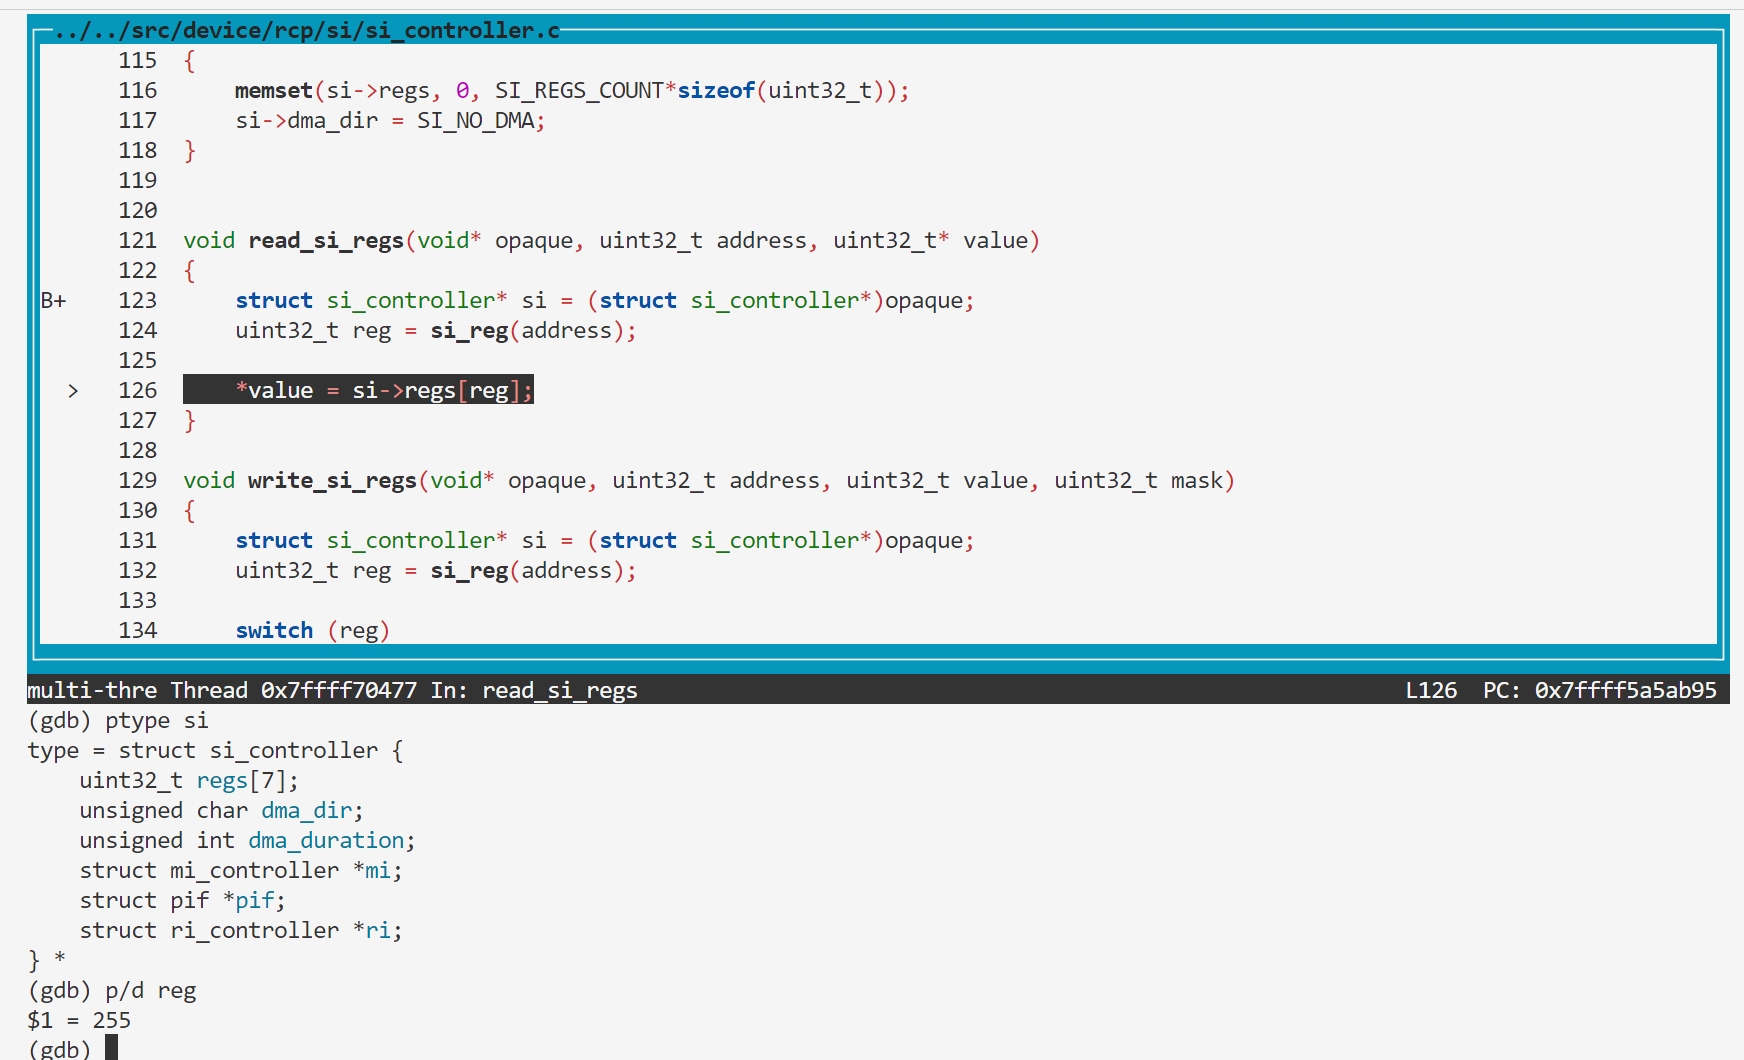 ../../src/device/rcp/si/si_controller.c
115 {
116 memset(si->regs, 0, SI_REGS_COUNT*sizeof(uint32_t));
117 si->dma_dir = SI_NO_DMA;
118 }
119
120
121 void read_si_regs(void* opaque, uint32_t address, uint32_t* value)
122 {
B+ 123 struct si_controller* si = (struct si_controller*)opaque;
124 uint32_t reg = si_reg(address);
125
> 126 *value = si->regs[reg];
127 }
128
129 void write_si_regs(void* opaque, uint32_t address, uint32_t value, uint32_t mask)
130 {
131 struct si_controller* si = (struct si_controller*)opaque;
132 uint32_t reg = si_reg(address);
133
134 switch (reg)
multi-thre Thread 0x7ffff70477 In: read_si_regs L126 PC: 0x7ffff5a5ab95
(gdb) ptype si
type = struct si_controller {
uint32_t regs[7];
unsigned char dma_dir;
unsigned int dma_duration;
struct mi_controller *mi;
struct pif *pif;
struct ri_controller *ri;
} *
(gdb) p/d reg
$1 = 255
(gdb)